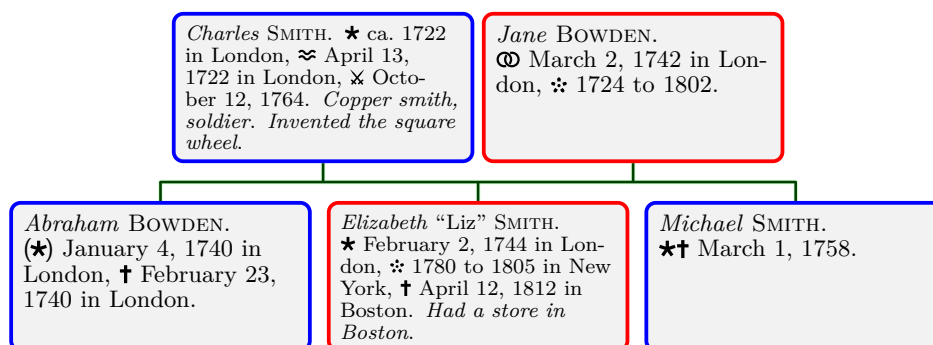 Charles SMITH. ★ ca. 1722
in London, ≈ April 13,
1722 in London, ⚔ Octo-
ber 12, 1764. Copper smith,
soldier. Invented the square
wheel.
Jane BOWDEN.
⚭ March 2, 1742 in Lon-
don, ⁘ 1724 to 1802.
Abraham BOWDEN.
(★) January 4, 1740 in
London, † February 23,
1740 in London.
Elizabeth “Liz” SMITH.
★ February 2, 1744 in Lon-
don, ⁘ 1780 to 1805 in New
York, † April 12, 1812 in
Boston. Had a store in
Boston.
Michael SMITH.
★† March 1, 1758.